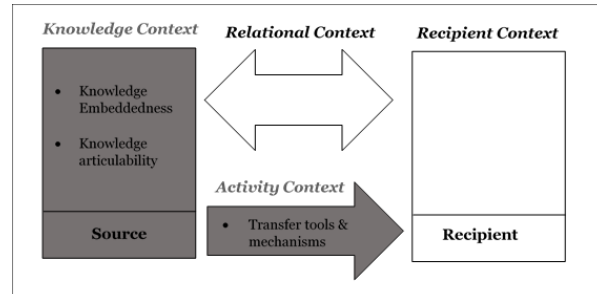 Knowledge Context
Relational Context
Recipient Context
• Knowledge
Embeddedness
• Knowledge
articulability
Activity Context
• Transfer tools &
mechanisms
Source
Recipient